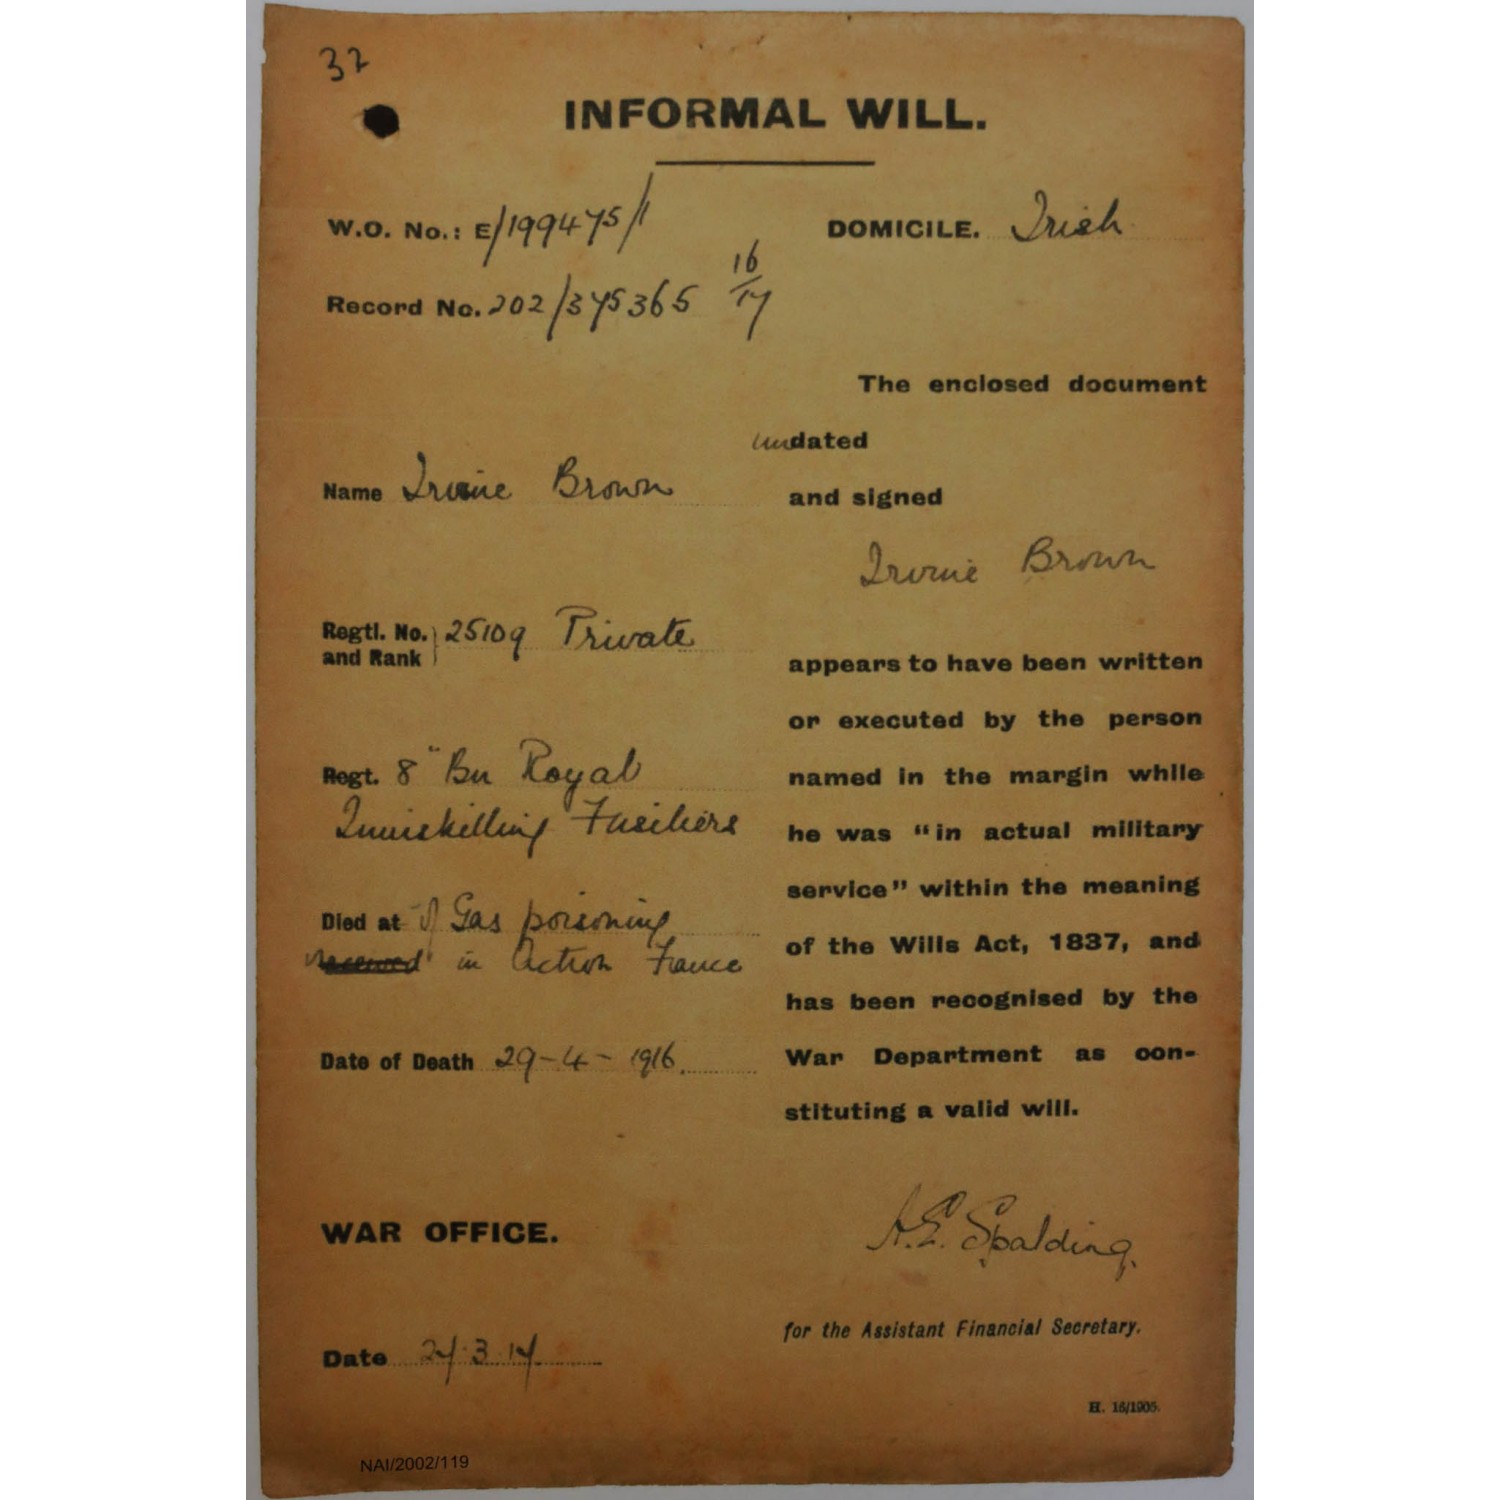 32
INFORMAL WILL.
W.O. No.: E/199475/1
DOMICILE. Irish
Record No. 202/375365 16/17
The enclosed document
undated
Name Irvine Brown
and signed
Irvine Brown
Regtl. No. and Rank } 25109 Private
appears to have been written
or executed by the person
Regt. 8" Bn Royal
named in the margin while
Inniskilling Fusiliers
he was "in actual military
service" within the meaning
Died at of Gas poisoning
of the Wills Act, 1837, and
received in Action France
has been recognised by the
Date of Death 29-4-1916.
War Department as con-
stituting a valid will.
WAR OFFICE.
A.E. Spalding.
for the Assistant Financial Secretary.
Date 27.3.17
H. 16/1905.
NAI/2002/119